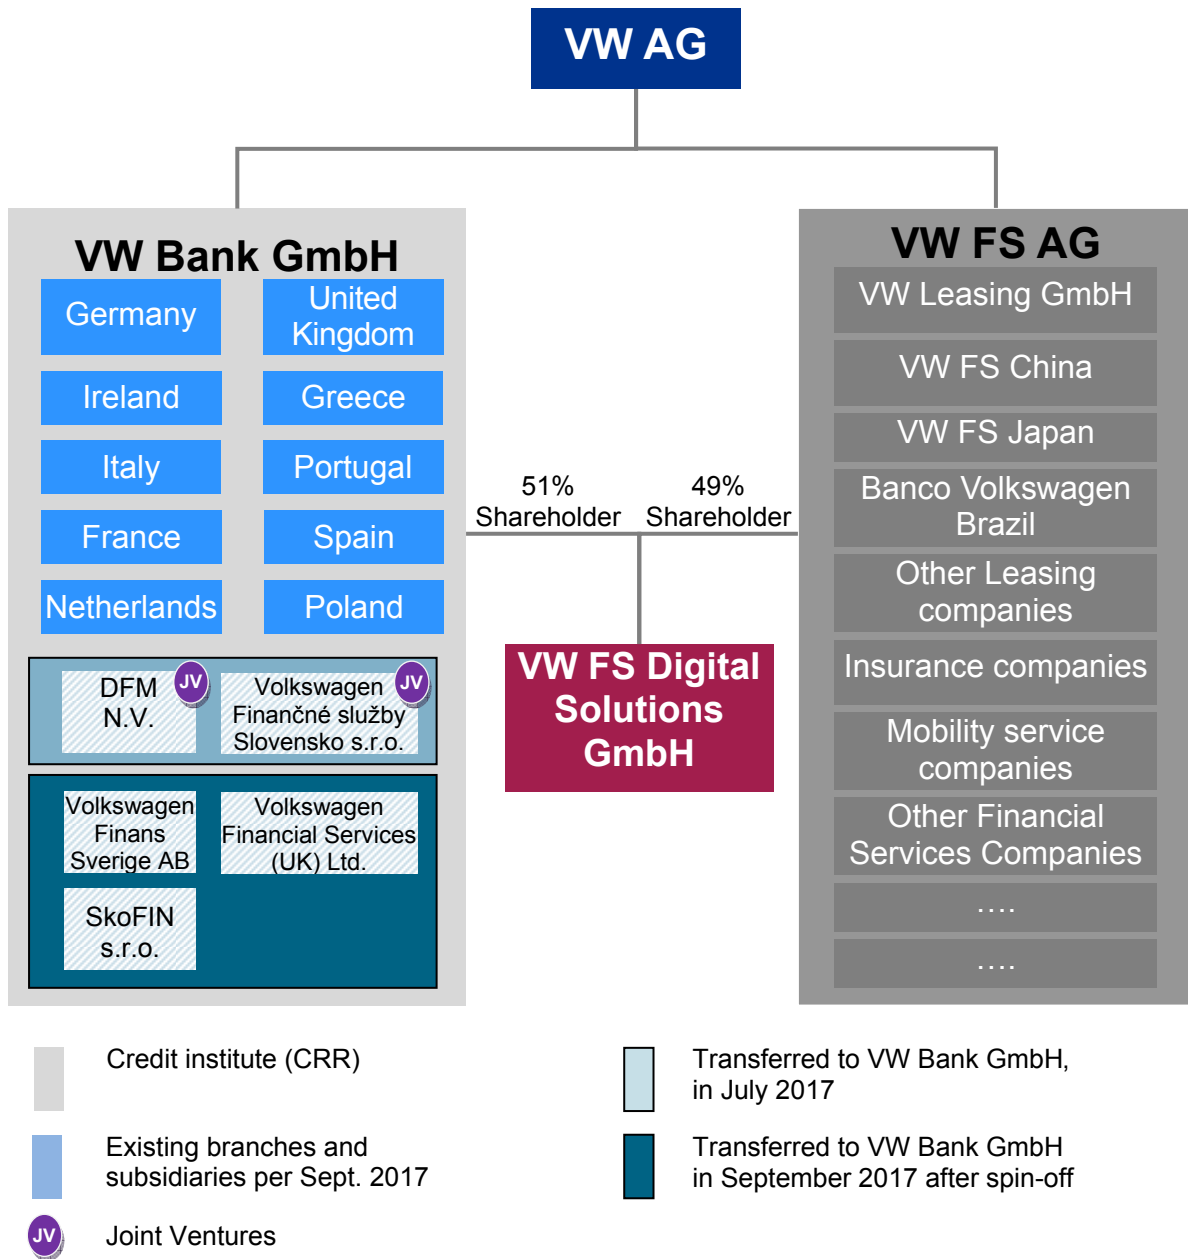 VW AG
VW Bank GmbH
Germany
United
Kingdom
Ireland
Greece
Italy
Portugal
France
Spain
Netherlands
Poland
DFM
N.V.
JV
Volkswagen
Finančné služby
Slovensko s.r.o.
JV
Volkswagen
Finans
Sverige AB
Volkswagen
Financial Services
(UK) Ltd.
SkoFIN
s.r.o.
51%
Shareholder
49%
Shareholder
VW FS Digital
Solutions
GmbH
VW FS AG
VW Leasing GmbH
VW FS China
VW FS Japan
Banco Volkswagen
Brazil
Other Leasing
companies
Insurance companies
Mobility service
companies
Other Financial
Services Companies
....
....
Credit institute (CRR)
Existing branches and
subsidiaries per Sept. 2017
JV
Joint Ventures
Transferred to VW Bank GmbH,
in July 2017
Transferred to VW Bank GmbH
in September 2017 after spin-off